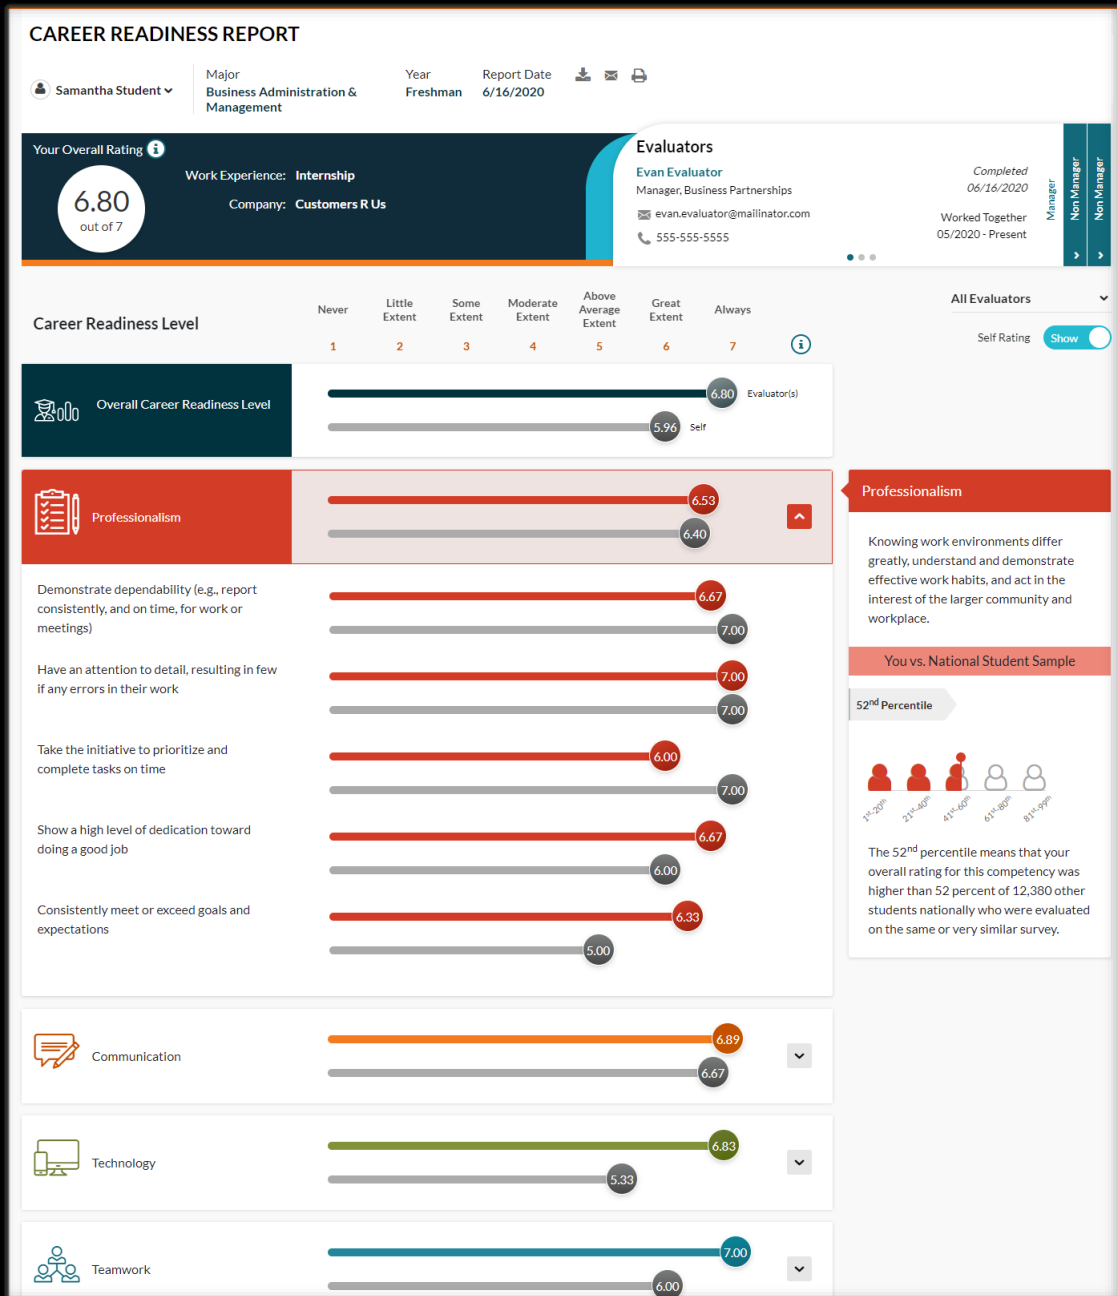 CAREER READINESS REPORT
Samantha Student
Major
Business Administration &
Management
Year
Freshman
Report Date
6/16/2020
Your Overall Rating i
6.80
out of 7
Work Experience: Internship
Company: Customers R Us
Evaluators
Evan Evaluator
Manager, Business Partnerships
evan.evaluator@mailinator.com
555-555-5555
Completed
06/16/2020
Worked Together
05/2020 - Present
Manager
Non Manager
Non Manager
Career Readiness Level
Never
Little
Extent
Some
Extent
Moderate
Extent
Above
Average
Extent
Great
Extent
Always
1 2 3 4 5 6 7 i
All Evaluators
Self Rating Show
Overall Career Readiness Level
6.80 Evaluator(s)
5.96 Self
Professionalism
6.53
6.40
Demonstrate dependability (e.g., report
consistently, and on time, for work or
meetings)
6.67
7.00
Have an attention to detail, resulting in few
if any errors in their work
7.00
7.00
Take the initiative to prioritize and
complete tasks on time
6.00
7.00
Show a high level of dedication toward
doing a good job
6.67
6.00
Consistently meet or exceed goals and
expectations
6.33
5.00
Professionalism
Knowing work environments differ
greatly, understand and demonstrate
effective work habits, and act in the
interest of the larger community and
workplace.
You vs. National Student Sample
52nd Percentile
1st-20th 21st-40th 41st-60th 61st-80th 81st-99th
The 52nd percentile means that your
overall rating for this competency was
higher than 52 percent of 12,380 other
students nationally who were evaluated
on the same or very similar survey.
Communication
6.89
6.67
Technology
6.83
5.33
Teamwork
7.00
6.00